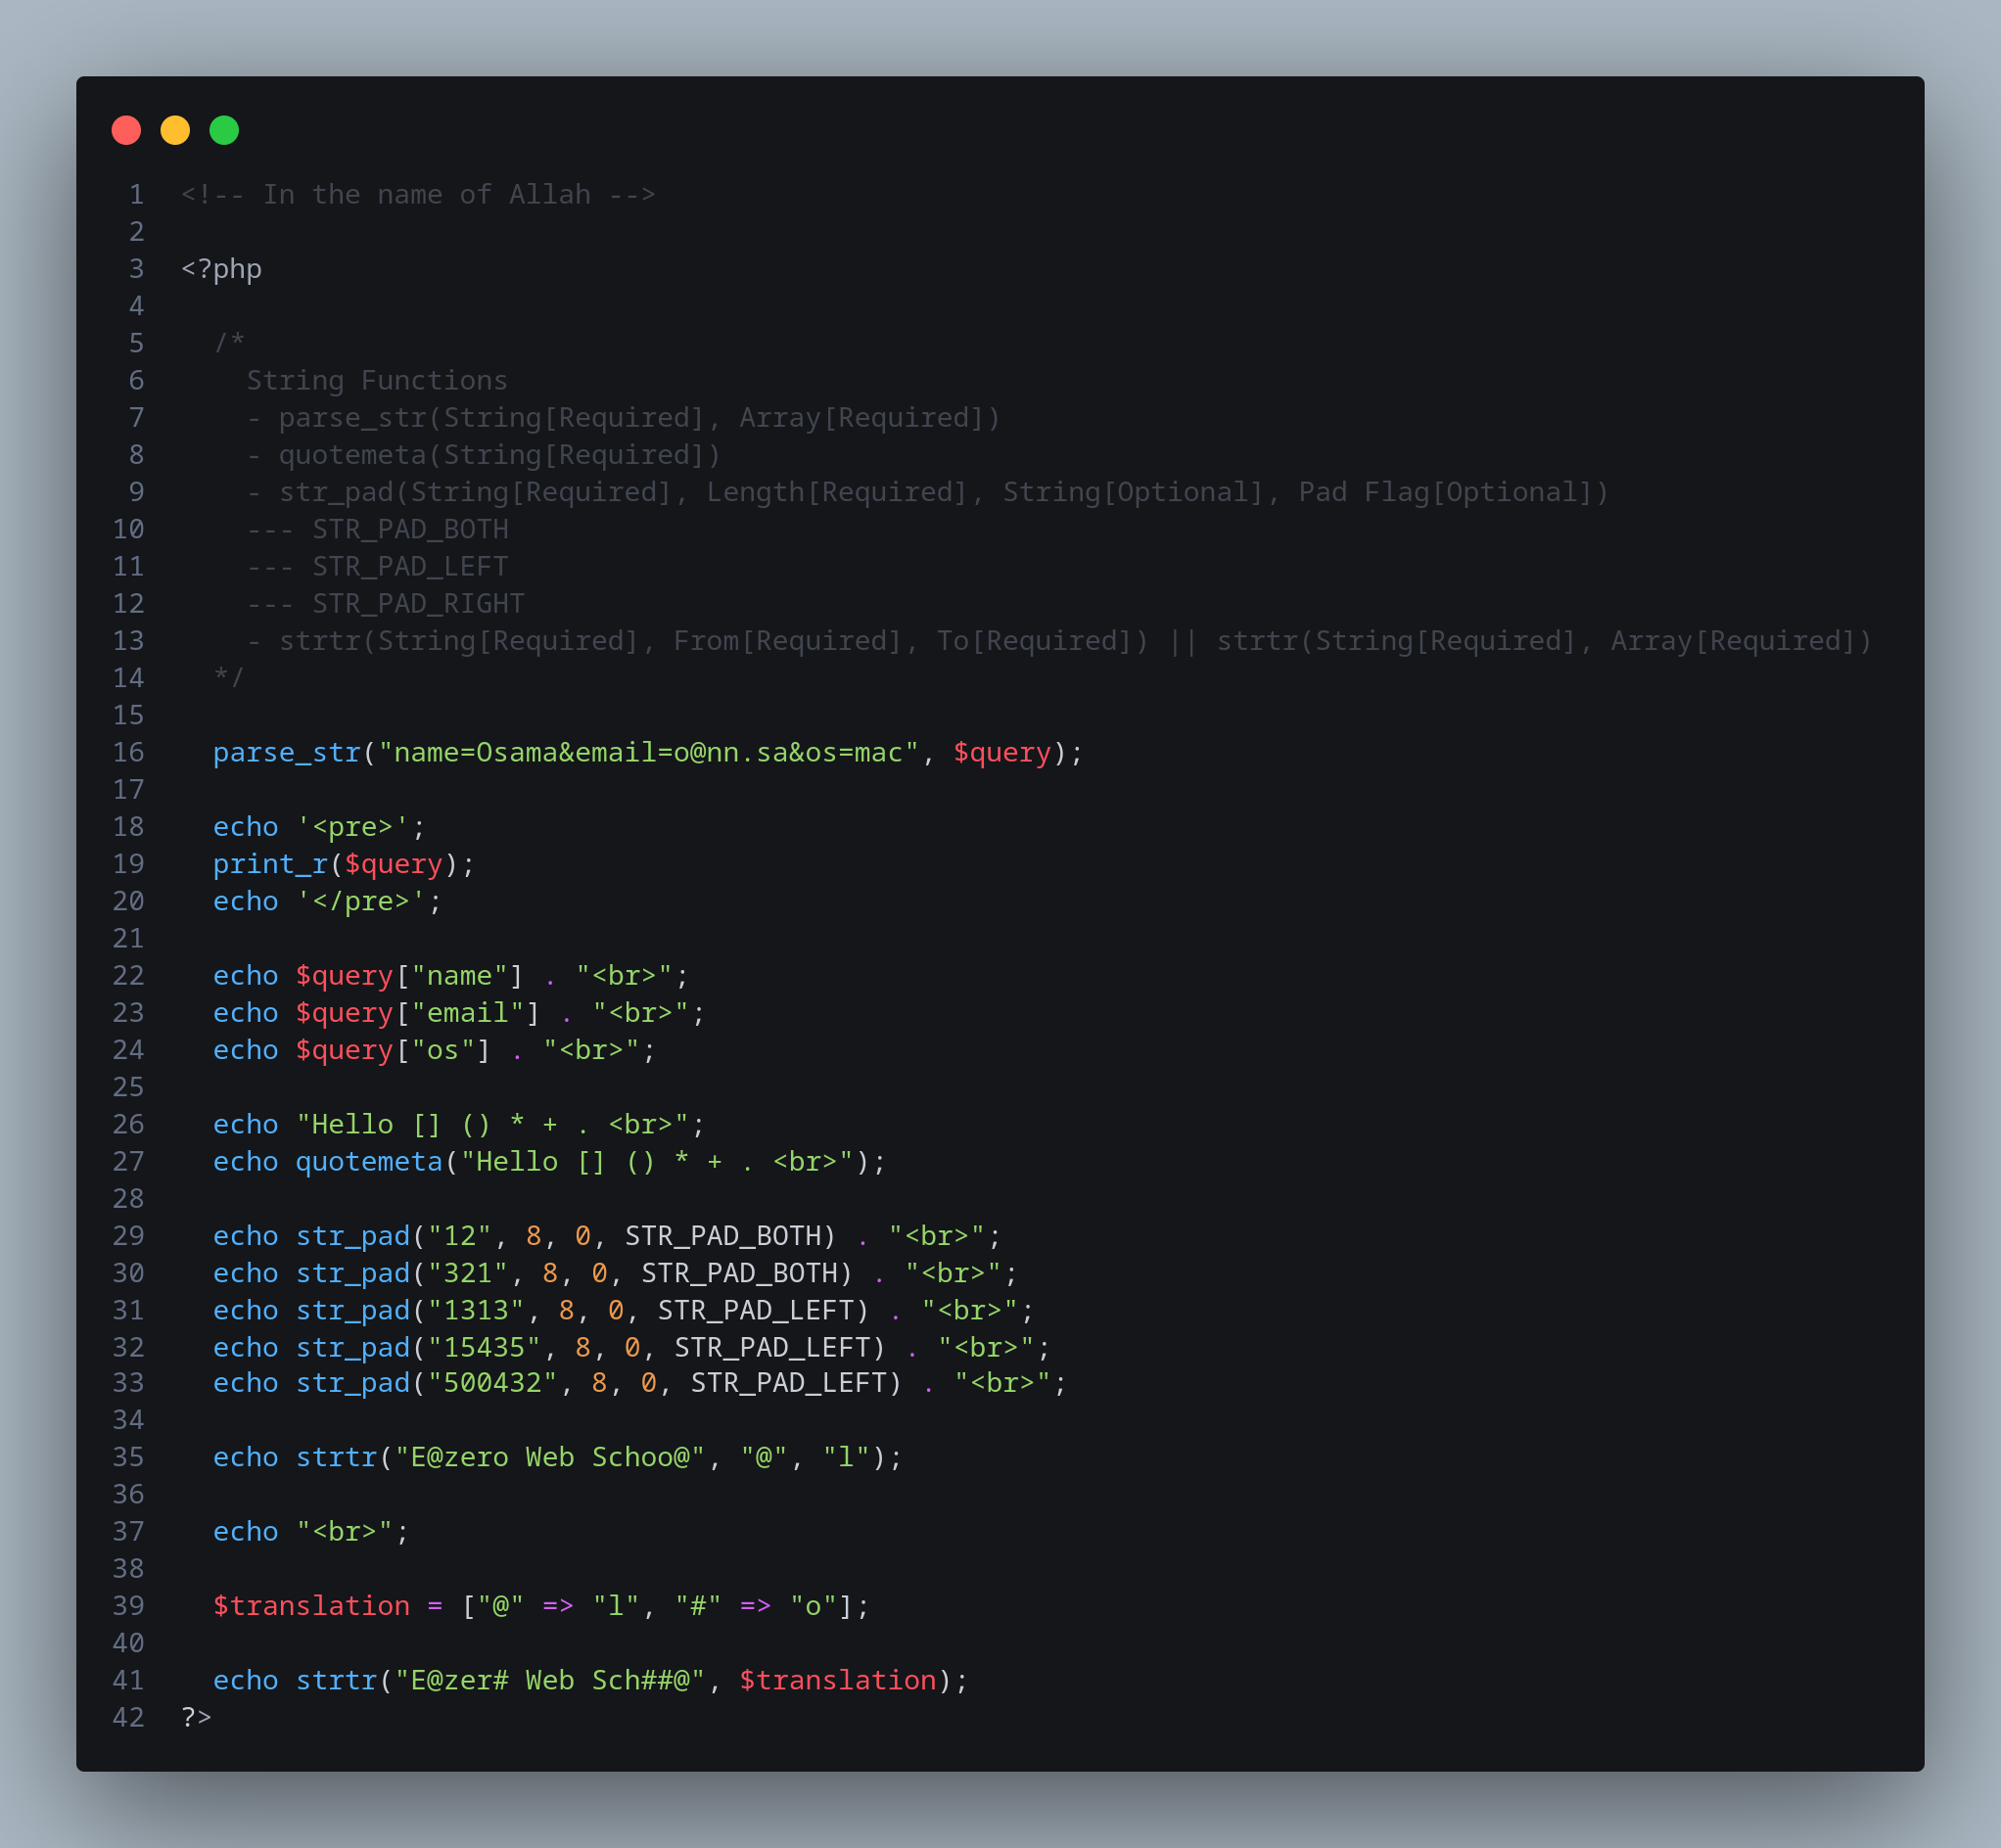 1 <!-- In the name of Allah -->
2
3 <?php
4
5   /*
6     String Functions
7     - parse_str(String[Required], Array[Required])
8     - quotemeta(String[Required])
9     - str_pad(String[Required], Length[Required], String[Optional], Pad Flag[Optional])
10     --- STR_PAD_BOTH
11     --- STR_PAD_LEFT
12     --- STR_PAD_RIGHT
13     - strtr(String[Required], From[Required], To[Required]) || strtr(String[Required], Array[Required])
14   */
15
16   parse_str("name=Osama&email=o@nn.sa&os=mac", $query);
17
18   echo '<pre>';
19   print_r($query);
20   echo '</pre>';
21
22   echo $query["name"] . "<br>";
23   echo $query["email"] . "<br>";
24   echo $query["os"] . "<br>";
25
26   echo "Hello [] () * + . <br>";
27   echo quotemeta("Hello [] () * + . <br>");
28
29   echo str_pad("12", 8, 0, STR_PAD_BOTH) . "<br>";
30   echo str_pad("321", 8, 0, STR_PAD_BOTH) . "<br>";
31   echo str_pad("1313", 8, 0, STR_PAD_LEFT) . "<br>";
32   echo str_pad("15435", 8, 0, STR_PAD_LEFT) . "<br>";
33   echo str_pad("500432", 8, 0, STR_PAD_LEFT) . "<br>";
34
35   echo strtr("E@zero Web Schoo@", "@", "l");
36
37   echo "<br>";
38
39   $translation = ["@" => "l", "#" => "o"];
40
41   echo strtr("E@zer# Web Sch##@", $translation);
42 ?>